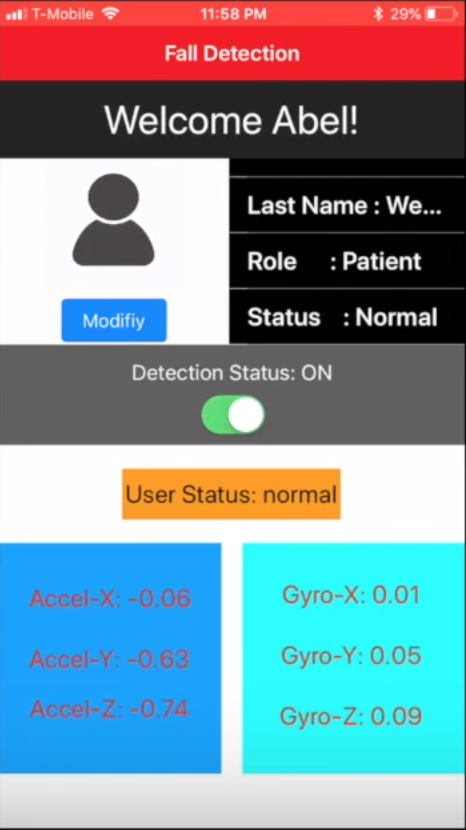 T-Mobile 11:58 PM 29%
Fall Detection
Welcome Abel!
Last Name : We...
Role : Patient
Modifiy
Status : Normal
Detection Status: ON
User Status: normal
Accel-X: -0.06
Accel-Y: -0.63
Accel-Z: -0.74
Gyro-X: 0.01
Gyro-Y: 0.05
Gyro-Z: 0.09